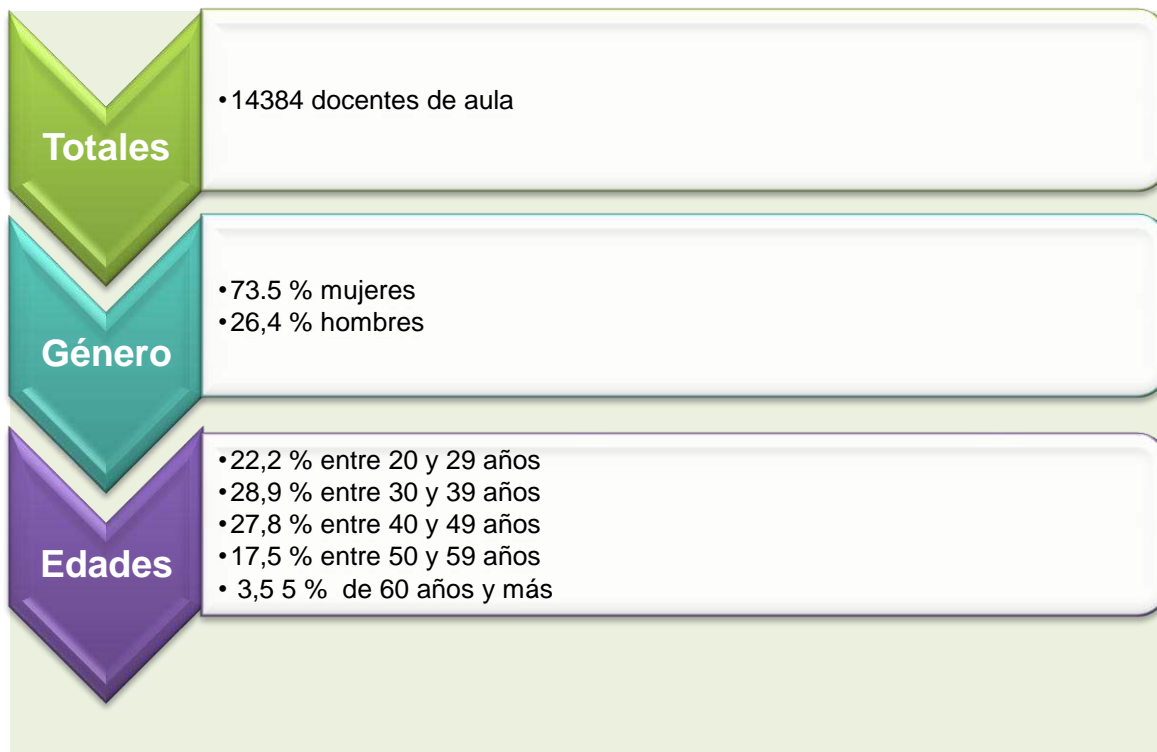 Totales
•14384 docentes de aula
Género
•73.5 % mujeres
•26,4 % hombres
Edades
•22,2 % entre 20 y 29 años
•28,9 % entre 30 y 39 años
•27,8 % entre 40 y 49 años
•17,5 % entre 50 y 59 años
• 3,5 5 % de 60 años y más